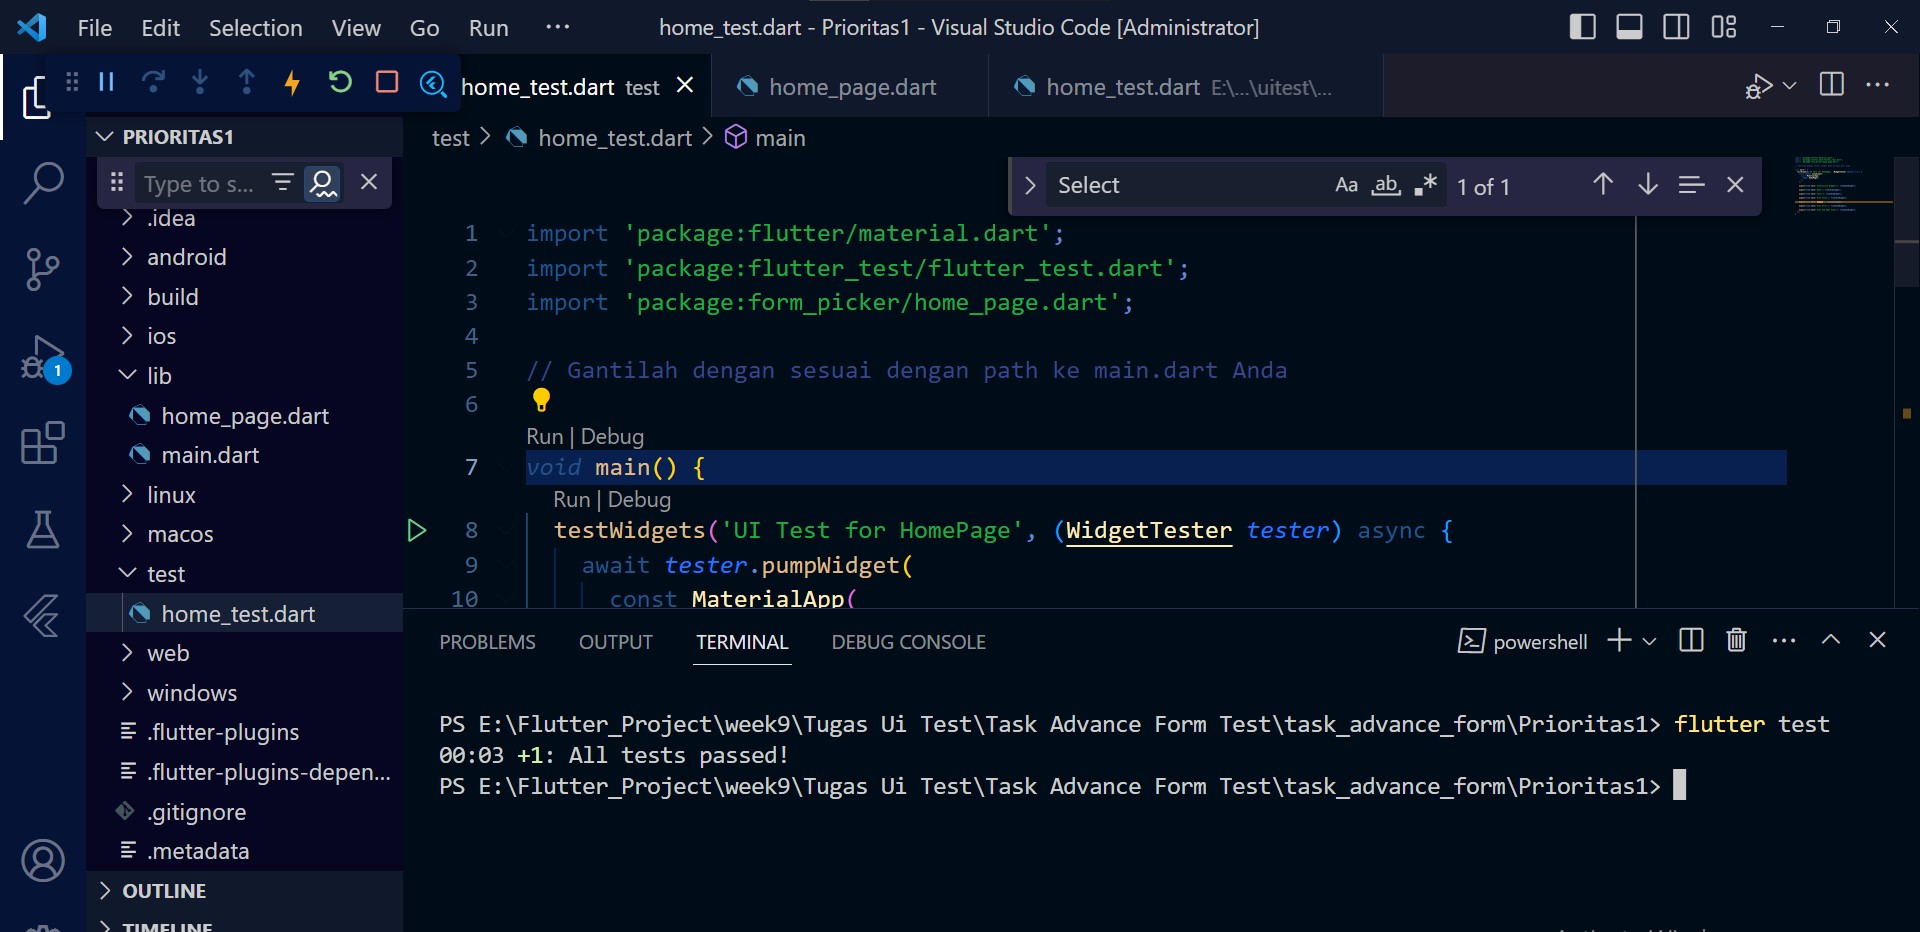 File Edit Selection View Go Run ··· home_test.dart - Prioritas1 - Visual Studio Code [Administrator]
home_test.dart test home_page.dart home_test.dart E:\...\uitest\...
PRIORITAS1
Type to s...
.idea
android
build
ios
lib
home_page.dart
main.dart
linux
macos
test
home_test.dart
web
windows
.flutter-plugins
.flutter-plugins-depen...
.gitignore
.metadata
OUTLINE
TIMELINE
1
test > home_test.dart > main
Select Aa ab .* 1 of 1
1 import 'package:flutter/material.dart';
2 import 'package:flutter_test/flutter_test.dart';
3 import 'package:form_picker/home_page.dart';
4
5 // Gantilah dengan sesuai dengan path ke main.dart Anda
6
Run | Debug
7 void main() {
Run | Debug
8 testWidgets('UI Test for HomePage', (WidgetTester tester) async {
9 await tester.pumpWidget(
10 const MaterialApp(
PROBLEMS OUTPUT TERMINAL DEBUG CONSOLE powershell
PS E:\Flutter_Project\week9\Tugas Ui Test\Task Advance Form Test\task_advance_form\Prioritas1> flutter test
00:03 +1: All tests passed!
PS E:\Flutter_Project\week9\Tugas Ui Test\Task Advance Form Test\task_advance_form\Prioritas1>